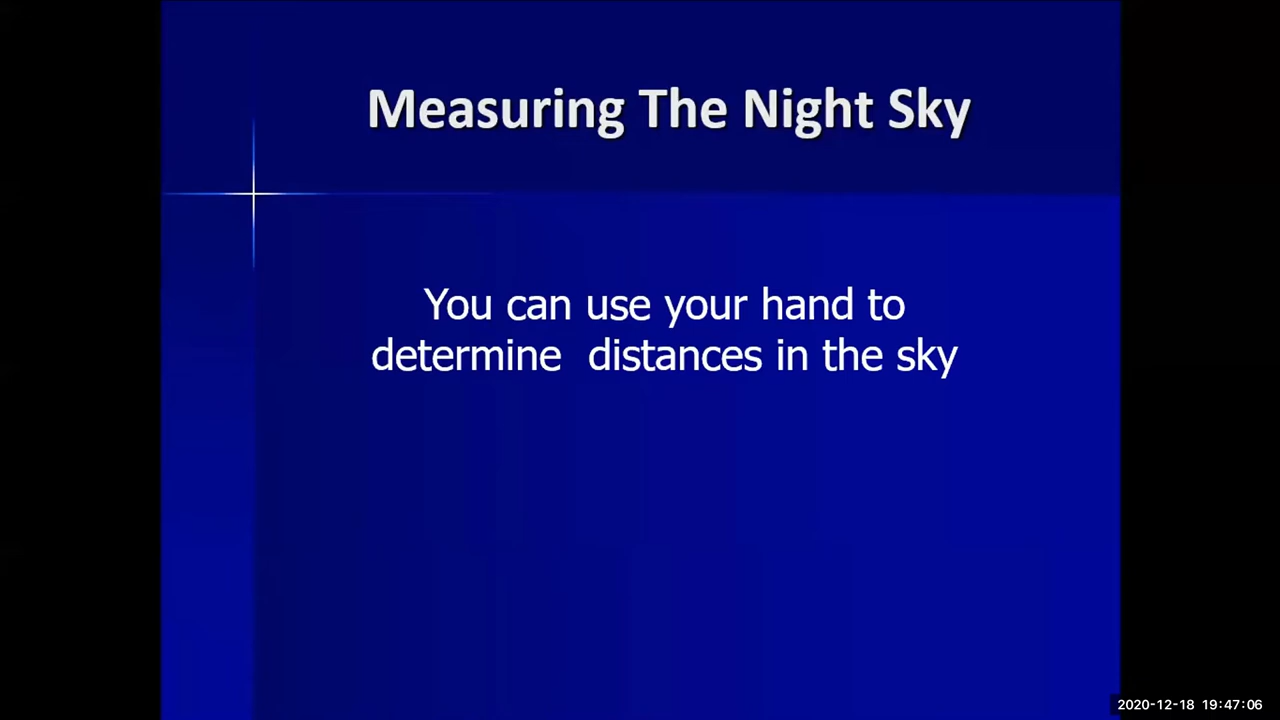 Measuring The Night Sky
You can use your hand to
determine  distances in the sky
2020-12-18 19:47:06